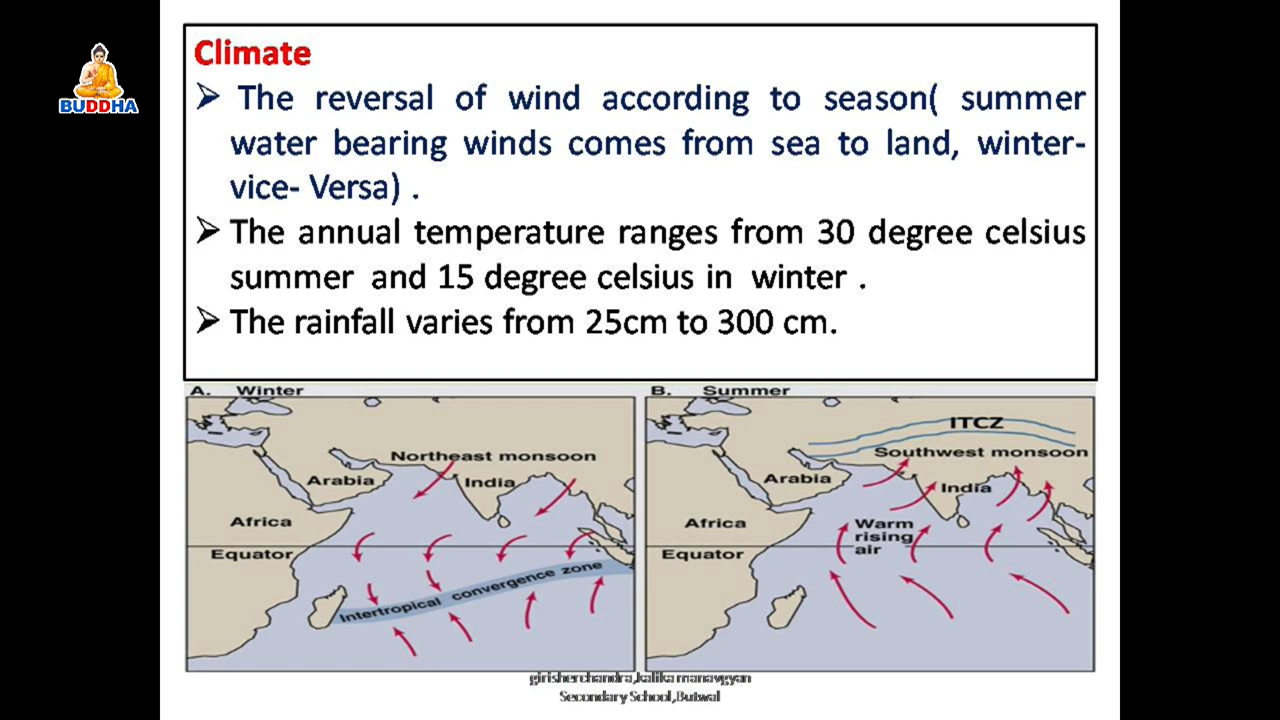 BUDDHA
Climate
➢ The reversal of wind according to season( summer
water bearing winds comes from sea to land, winter-
vice- Versa) .
➢ The annual temperature ranges from 30 degree celsius
summer and 15 degree celsius in winter .
➢ The rainfall varies from 25cm to 300 cm.
A. Winter
Northeast monsoon
Arabia
India
Africa
Equator
Intertropical convergence zone
B. Summer
ITCZ
Southwest monsoon
Arabia
India
Africa
Warm
rising
air
Equator
girisherchandra,kalika manavgyan
Secondary School,Butwal